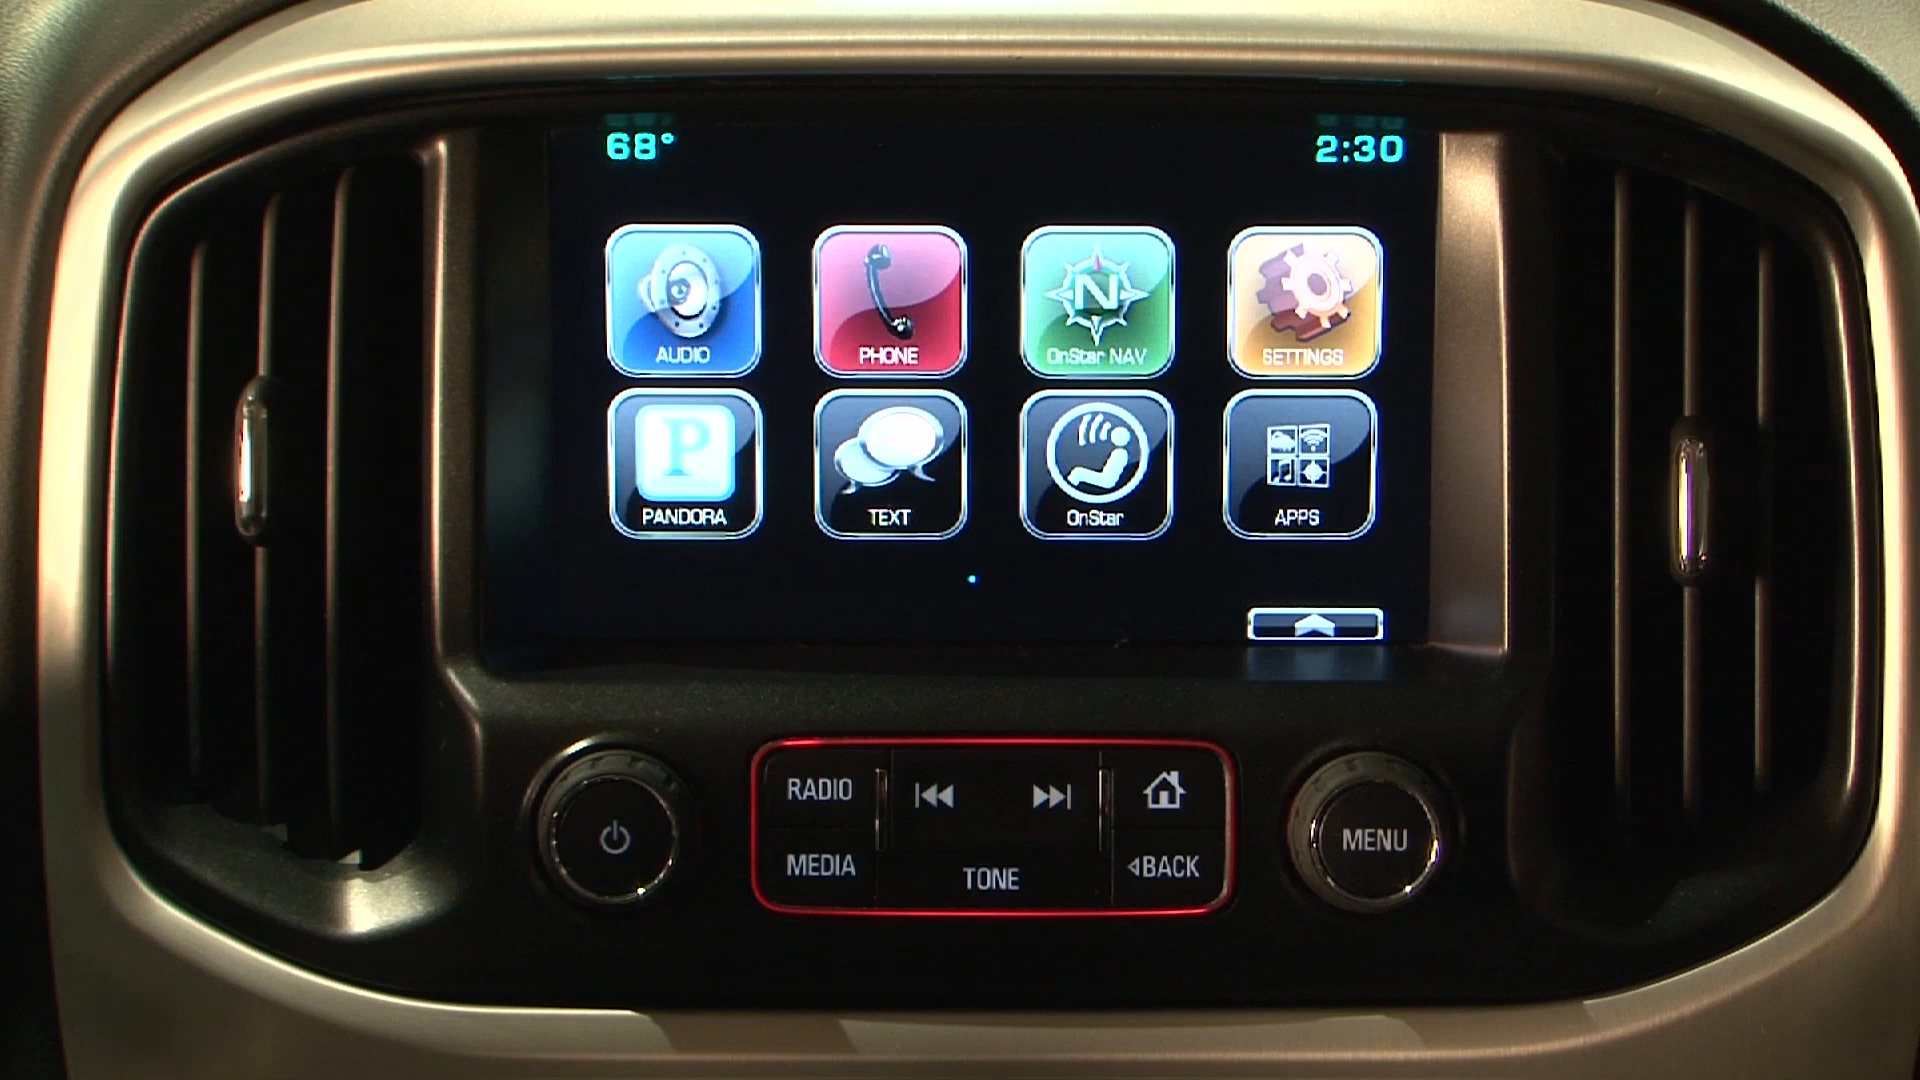 68° 2:30
AUDIO PHONE OnStar NAV SETTINGS
N
P
PANDORA TEXT OnStar APPS
RADIO
MEDIA TONE ◁BACK
MENU